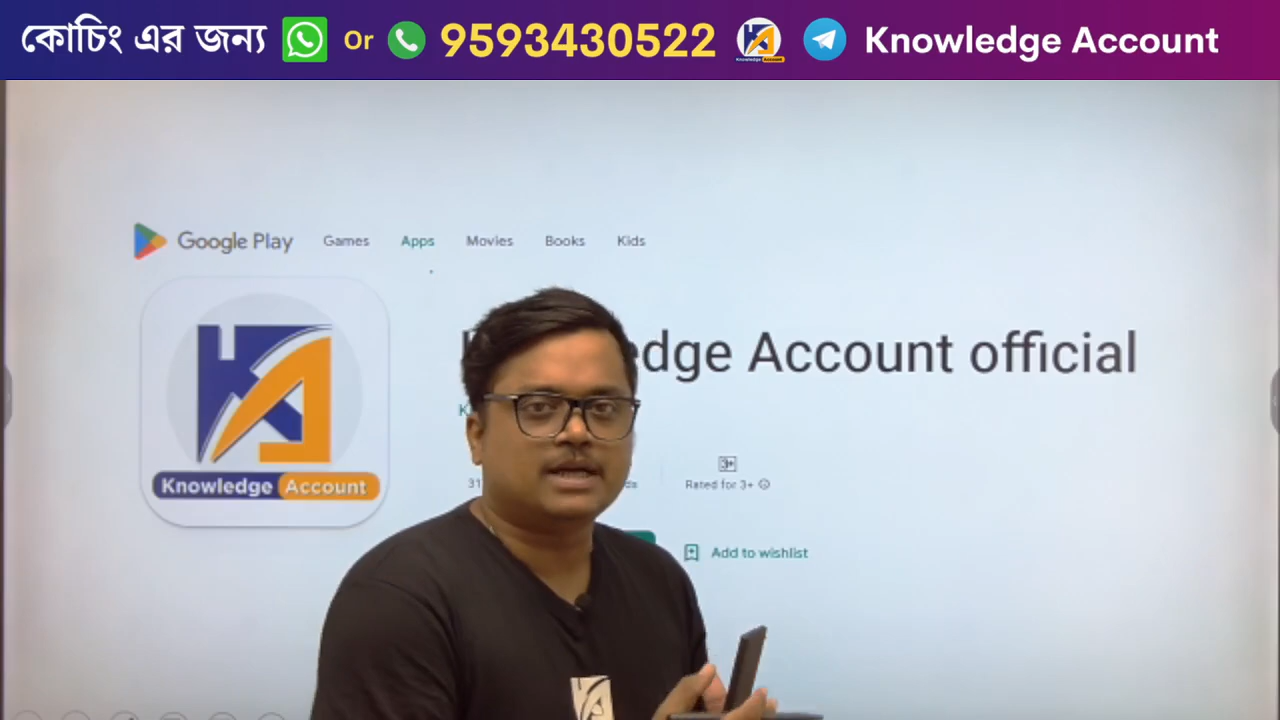 কোচিং এর জন্য Or 9593430522 Knowledge Account
Google Play Games Apps Movies Books Kids
edge Account official
Knowledge Account
3+
Rated for 3+
Add to wishlist